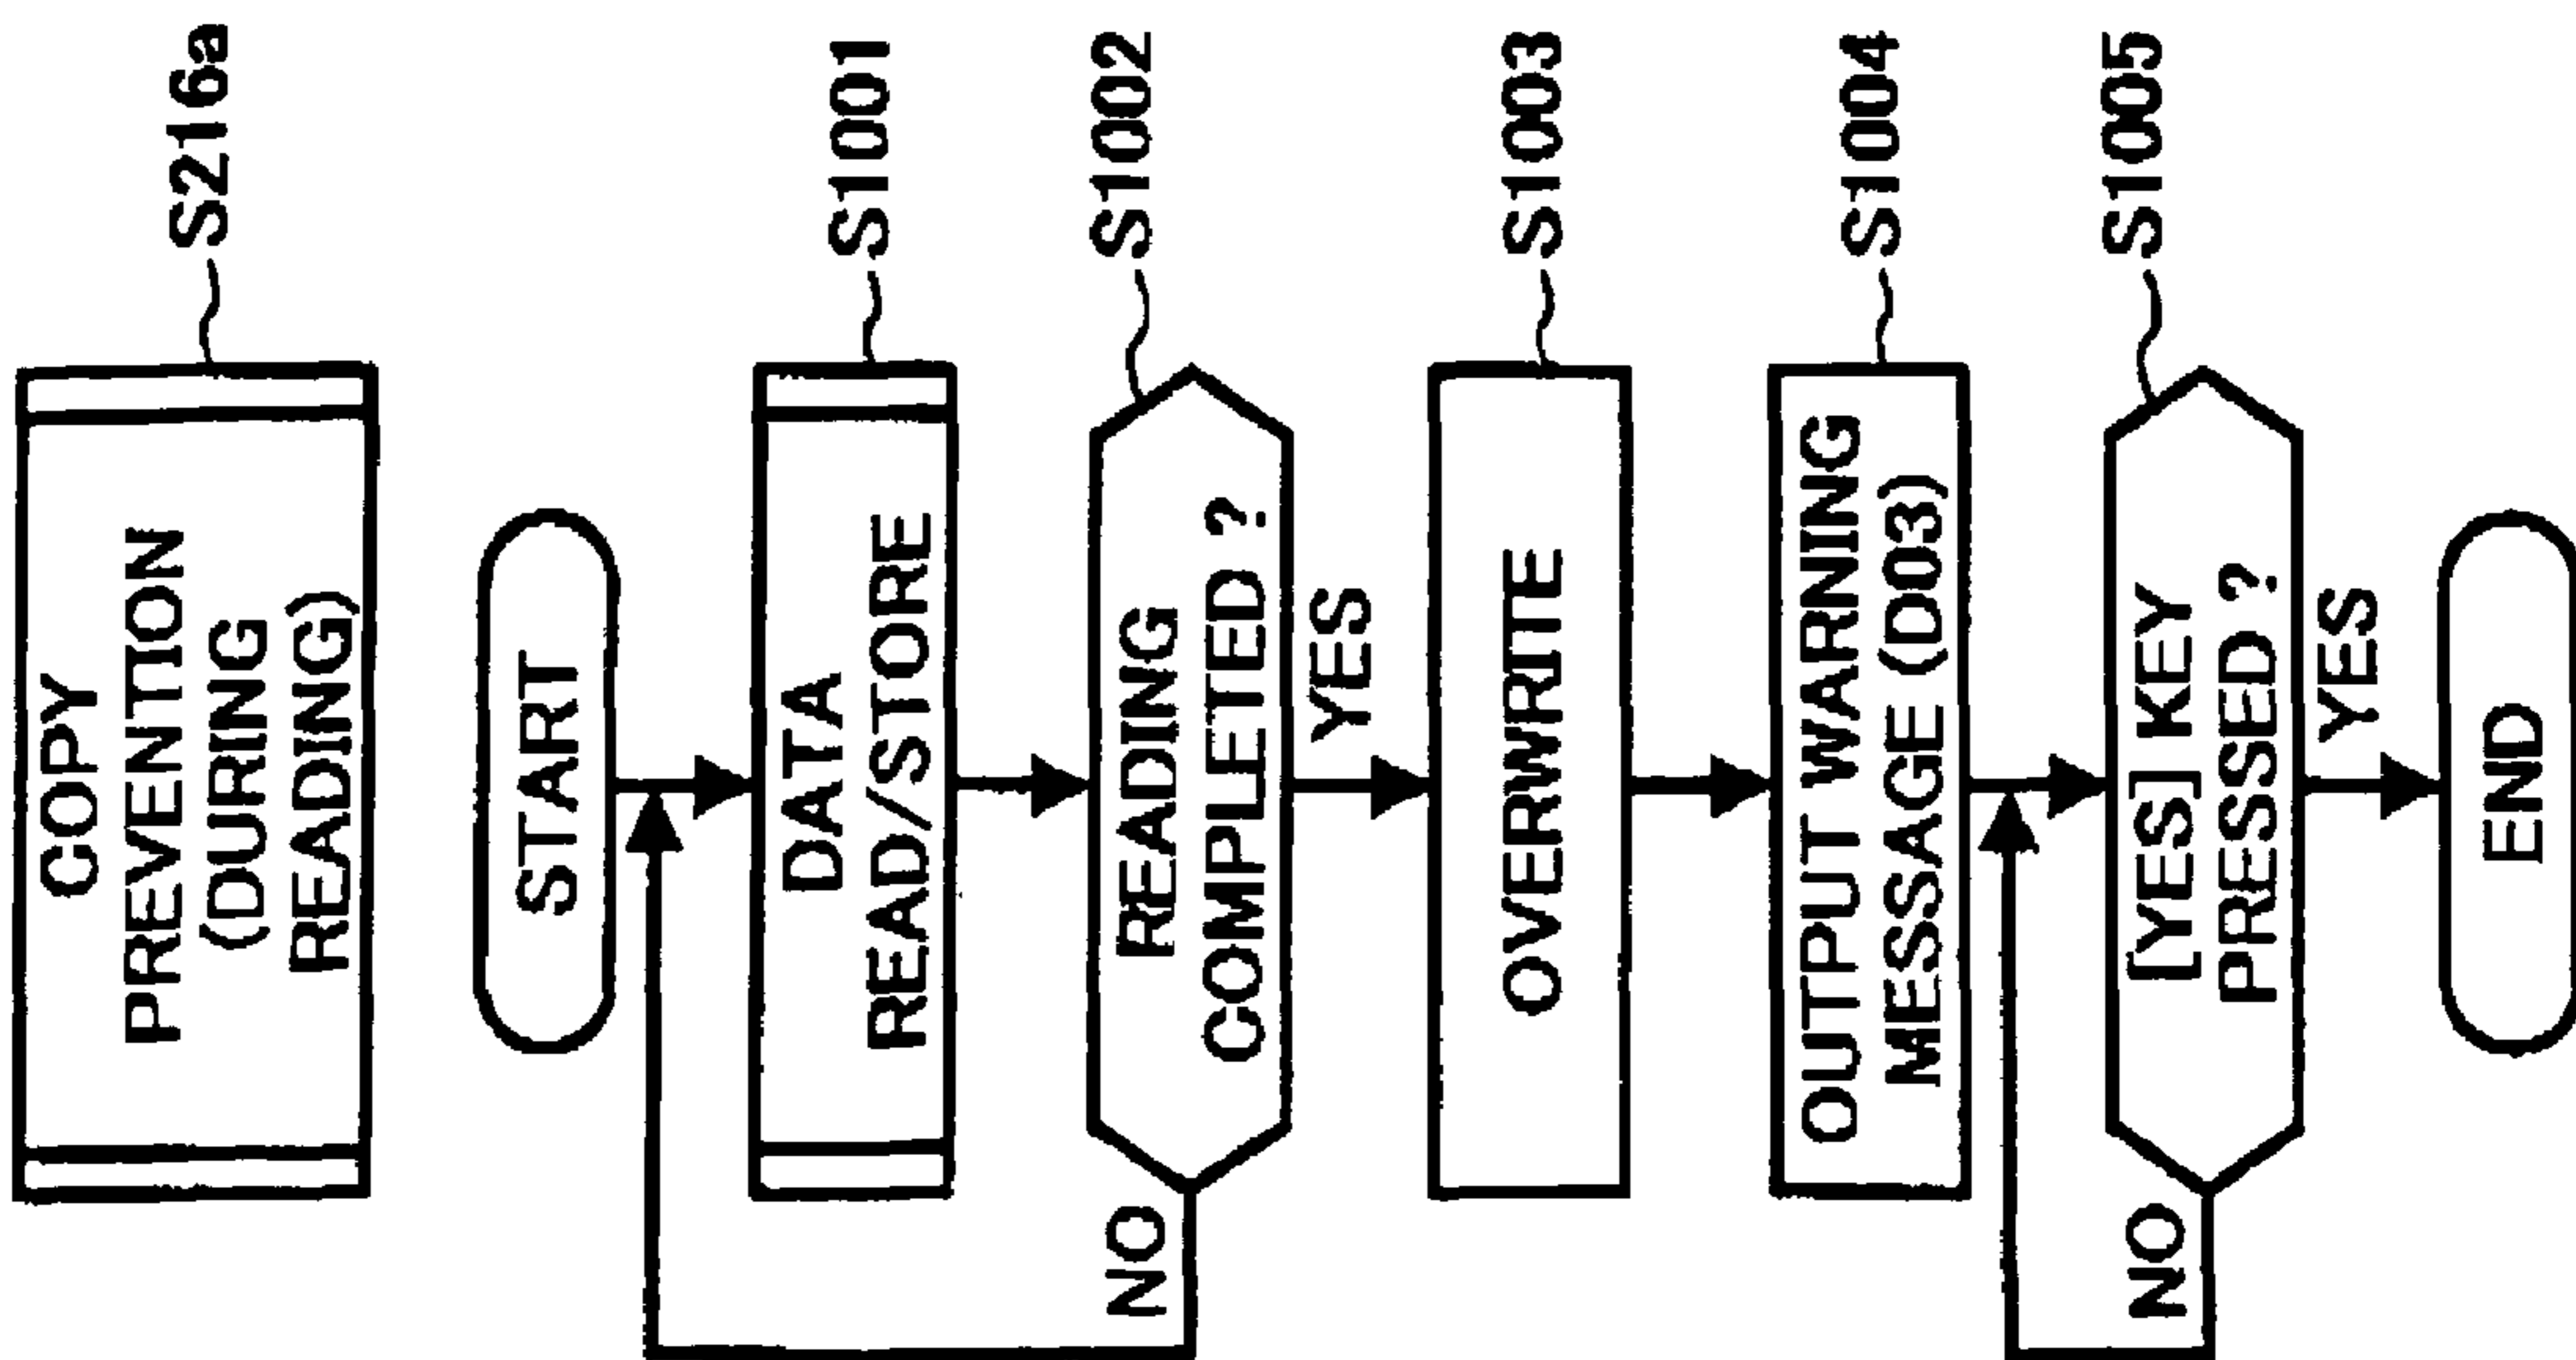 COPY
PREVENTION
(DURING
READING)
S216a
START
DATA
READ/STORE
S1001
READING
COMPLETED ?
S1002
NO
YES
OVERWRITE
S1003
OUTPUT WARNING
MESSAGE (D03)
S1004
[YES] KEY
PRESSED ?
S1005
NO
YES
END